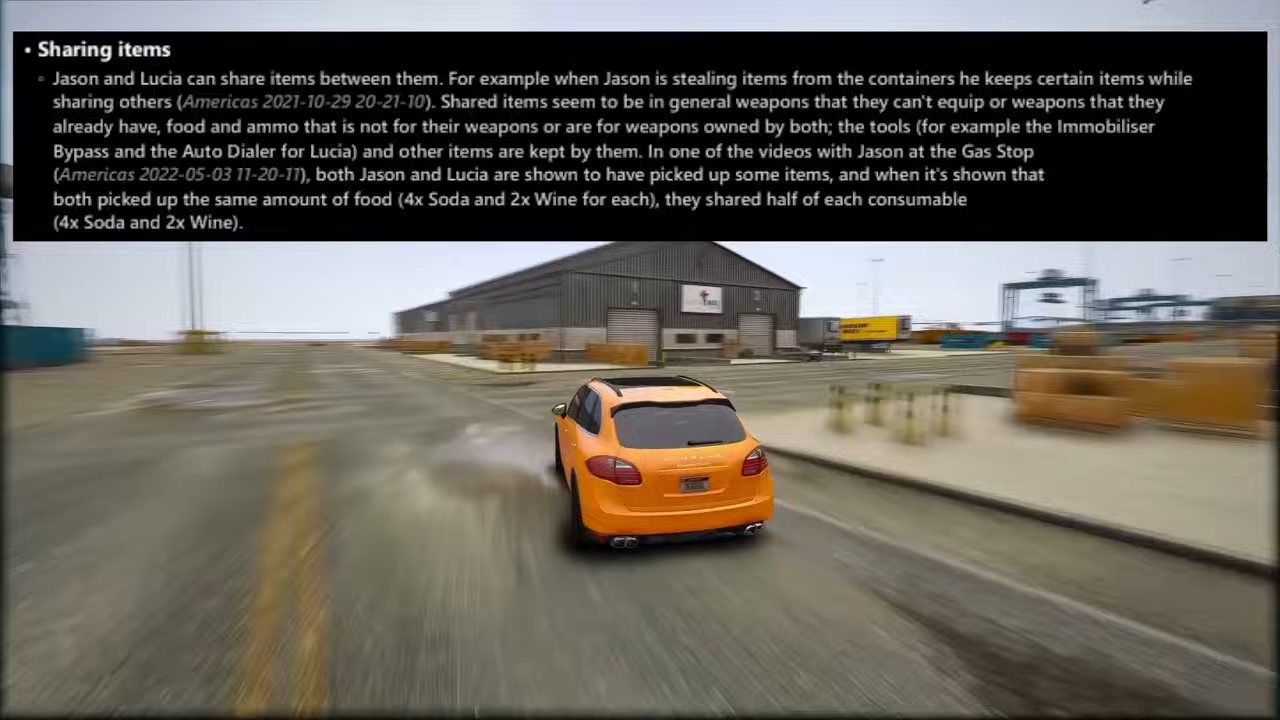 • Sharing items
▫ Jason and Lucia can share items between them. For example when Jason is stealing items from the containers he keeps certain items while
sharing others (Americas 2021-10-29 20-21-10). Shared items seem to be in general weapons that they can't equip or weapons that they
already have, food and ammo that is not for their weapons or are for weapons owned by both; the tools (for example the Immobiliser
Bypass and the Auto Dialer for Lucia) and other items are kept by them. In one of the videos with Jason at the Gas Stop
(Americas 2022-05-03 11-20-11), both Jason and Lucia are shown to have picked up some items, and when it's shown that
both picked up the same amount of food (4x Soda and 2x Wine for each), they shared half of each consumable
(4x Soda and 2x Wine).